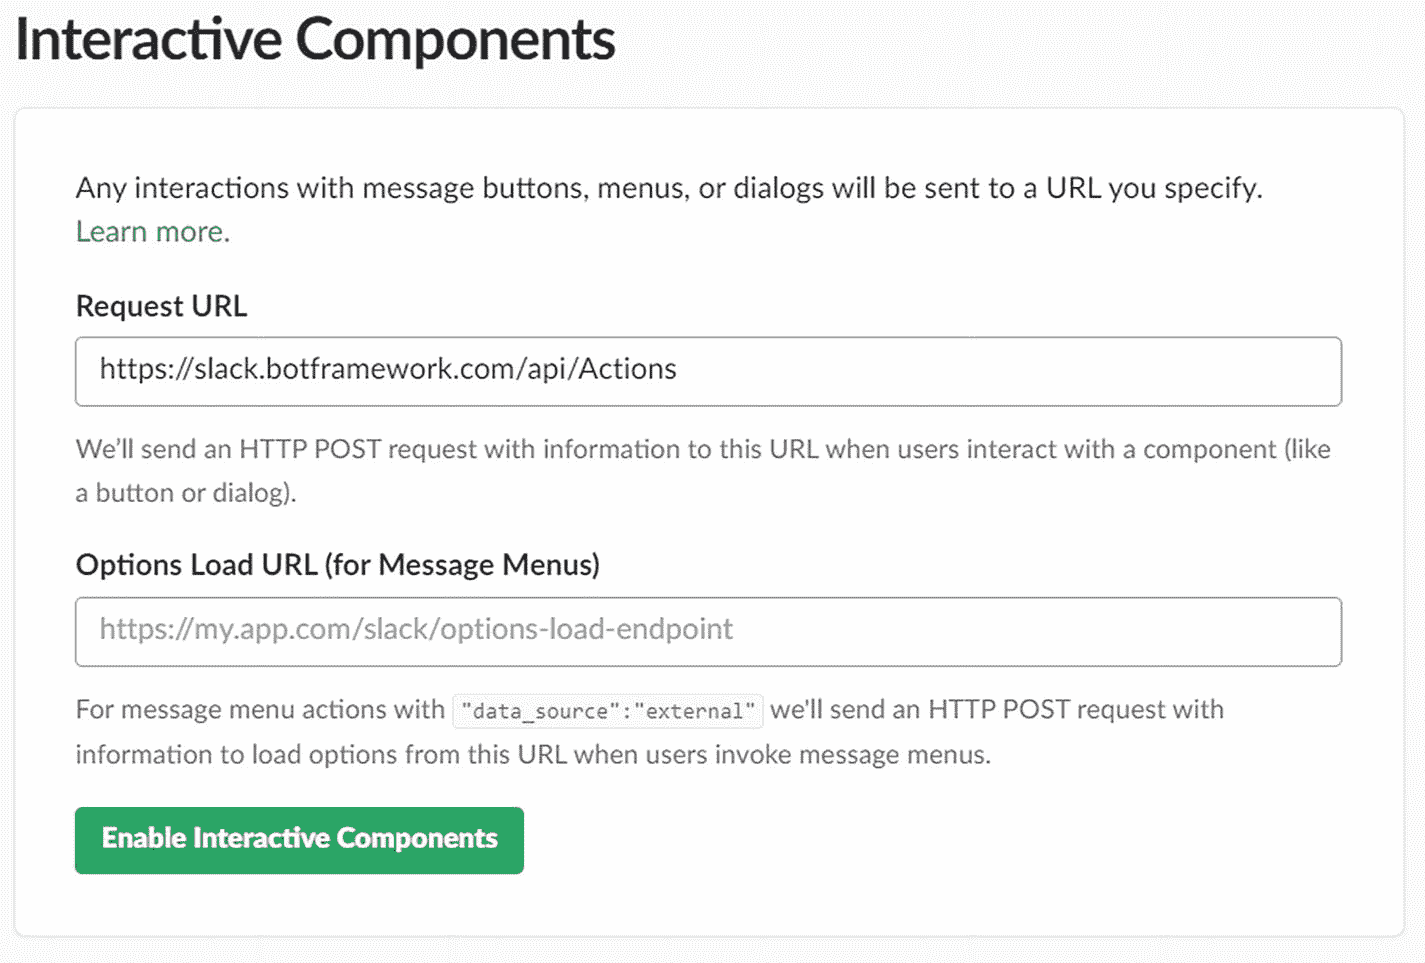 Interactive Components
Any interactions with message buttons, menus, or dialogs will be sent to a URL you specify.
Learn more.
Request URL
https://slack.botframework.com/api/Actions
We'll send an HTTP POST request with information to this URL when users interact with a component (like
a button or dialog).
Options Load URL (for Message Menus)
https://my.app.com/slack/options-load-endpoint
For message menu actions with "data_source":"external" we'll send an HTTP POST request with
information to load options from this URL when users invoke message menus.
Enable Interactive Components